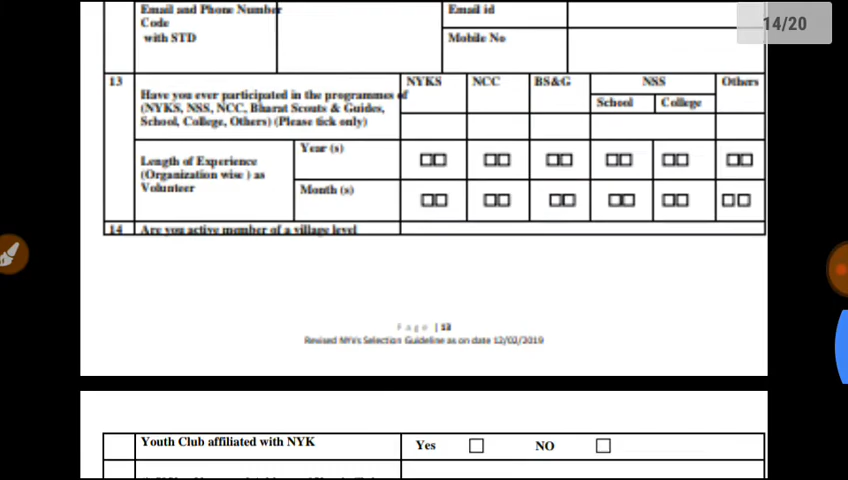 Email and Phone Number
Code
with STD
Email id
Mobile No
14/20
13
Have you ever participated in the programmes of
(NYKS, NSS, NCC, Bharat Scouts & Guides,
School, College, Others) (Please tick only)
NYKS
NCC
BS&G
NSS
School
College
Others
Length of Experience
(Organization wise ) as
Volunteer
Year (s)
Month (s)
14
Are you active member of a village level
Page | 13
Revised NYVs Selection Guideline as on date 12/02/2019
Youth Club affiliated with NYK
Yes
NO